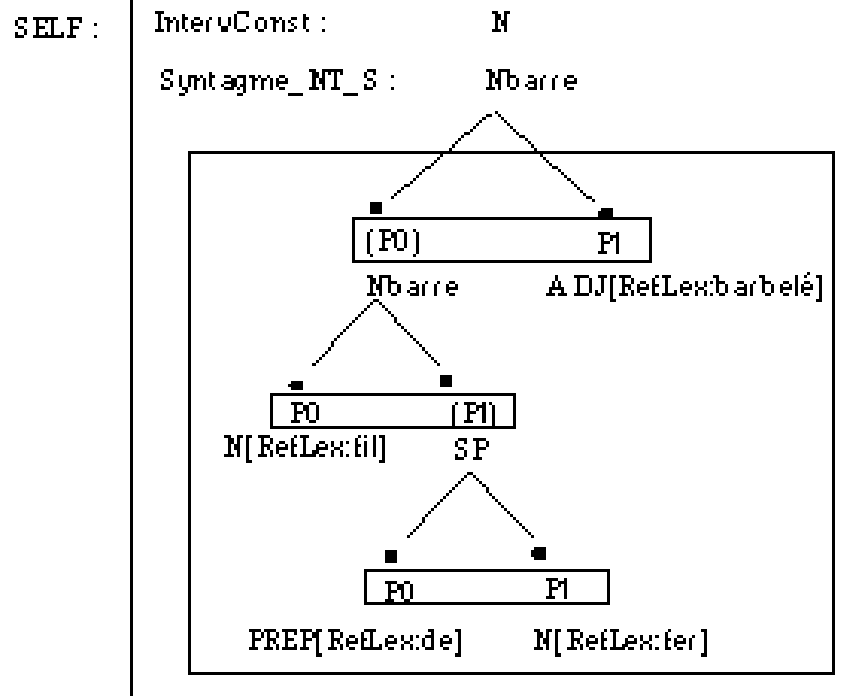 SELF :
IntervConst : N
Syntagme_NT_S : Nbarre
(P0) P1
Nbarre ADJ[RefLex:barbelé]
P0 (P1)
N[RefLex:fil] SP
P0 P1
PREP[RefLex:de] N[RefLex:fer]